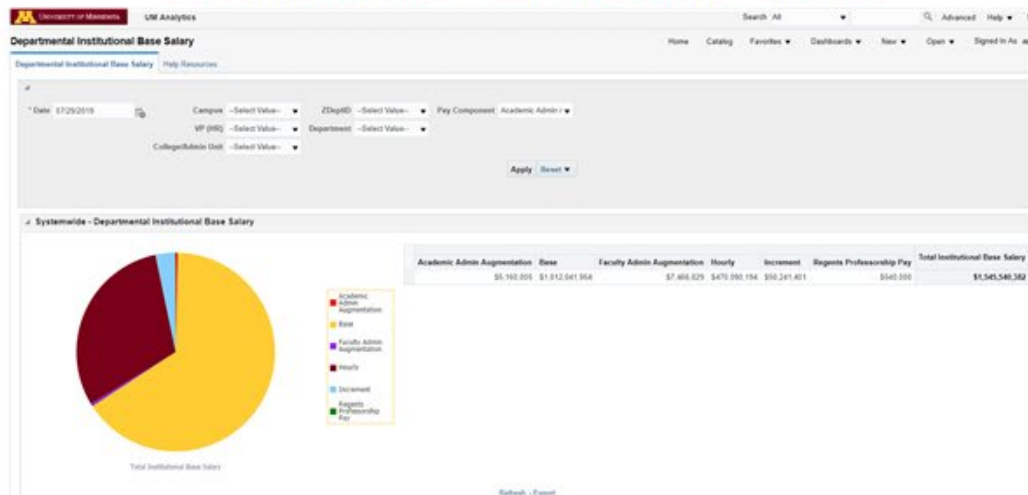 UNIVERSITY OF MINNESOTA UM Analytics Search All Advanced Help
Departmental Institutional Base Salary Home Catalog Favorites Dashboards New Open Signed In As
Departmental Institutional Base Salary Help Resources
* Date 07/29/2019 Campus --Select Value-- ZDeptID --Select Value-- Pay Component Academic Admin
VP (HR) --Select Value-- Department --Select Value--
College/Admin Unit --Select Value--
Apply Reset
Systemwide - Departmental Institutional Base Salary
Academic Admin Augmentation Base Faculty Admin Augmentation Hourly Increment Regents Professorship Pay Total Institutional Base Salary
$540,000 $1,545,540,382
Academic
Admin
Augmentation
Base
Faculty Admin
Augmentation
Hourly
Increment
Regents
Professorship
Pay
Total Institutional Base Salary
Refresh - Export